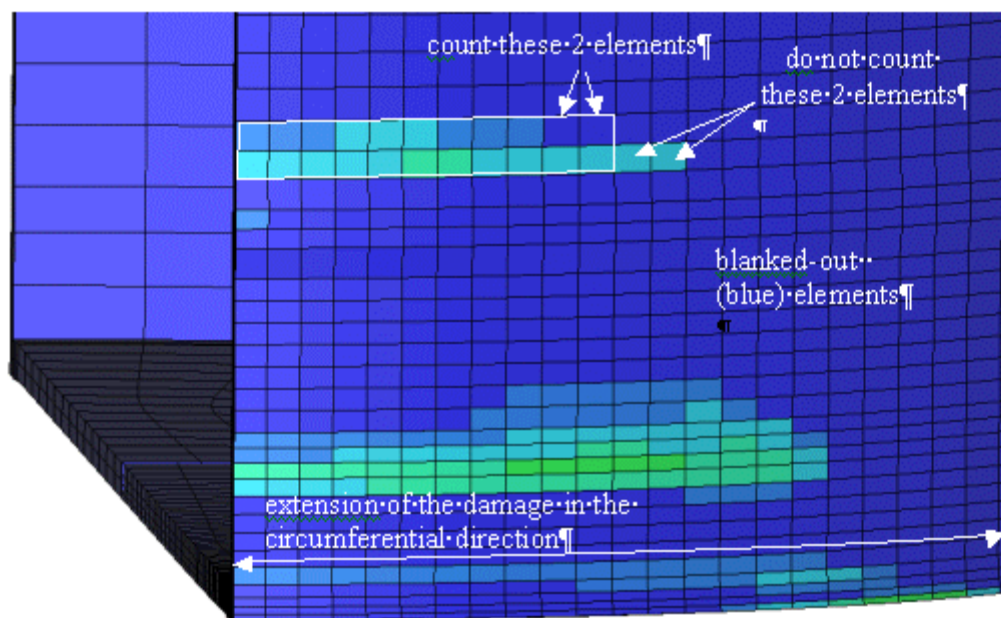 count·these·2·elements¶
do·not·count·
these·2·elements¶
¶
blanked-out··
(blue)·elements¶
¶
extension·of·the·damage·in·the·
circumferential·direction¶